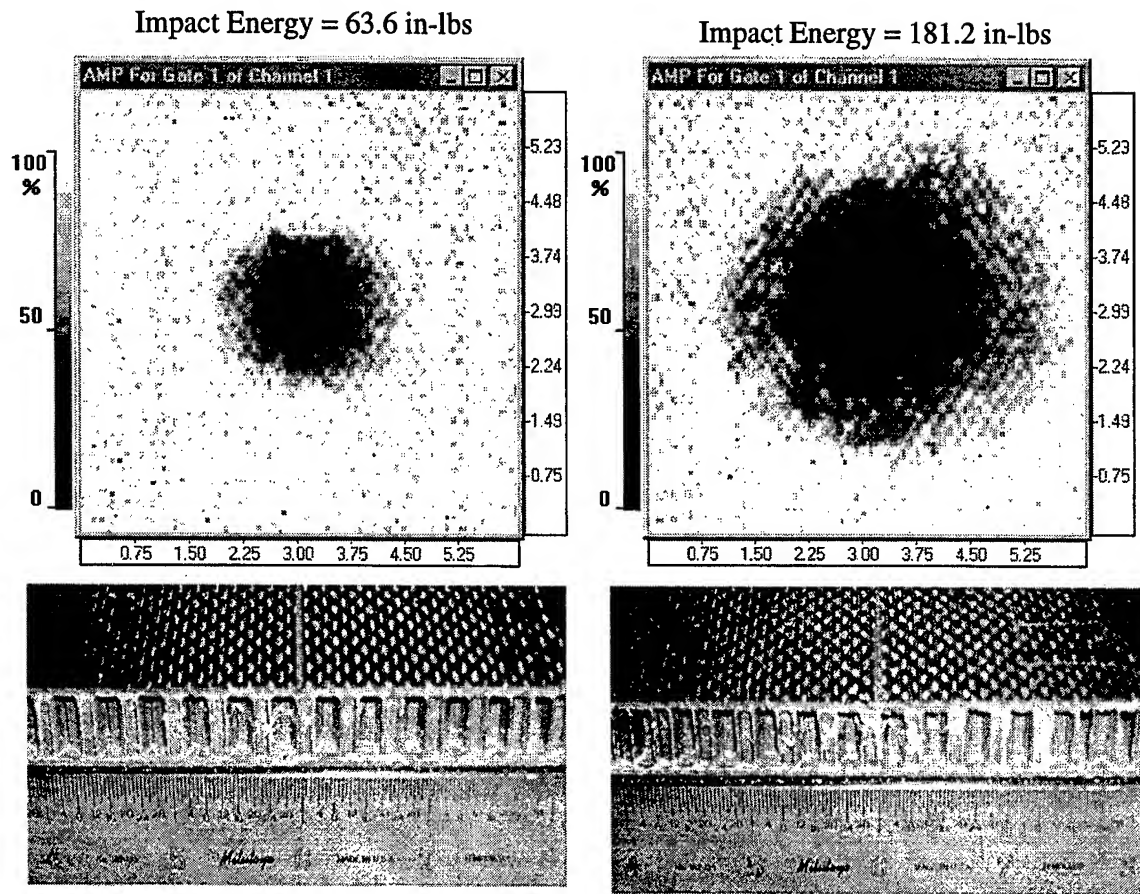 Impact Energy = 63.6 in-lbs
AMP For Gate 1 of Channel 1
100
%
50
0
5.23
4.48
3.74
2.99
2.24
1.49
0.75
0.75 1.50 2.25 3.00 3.75 4.50 5.25
Mitutoyo
Impact Energy = 181.2 in-lbs
AMP For Gate 1 of Channel 1
100
%
50
0
5.23
4.48
3.74
2.99
2.24
1.49
0.75
0.75 1.50 2.25 3.00 3.75 4.50 5.25
Mitutoyo